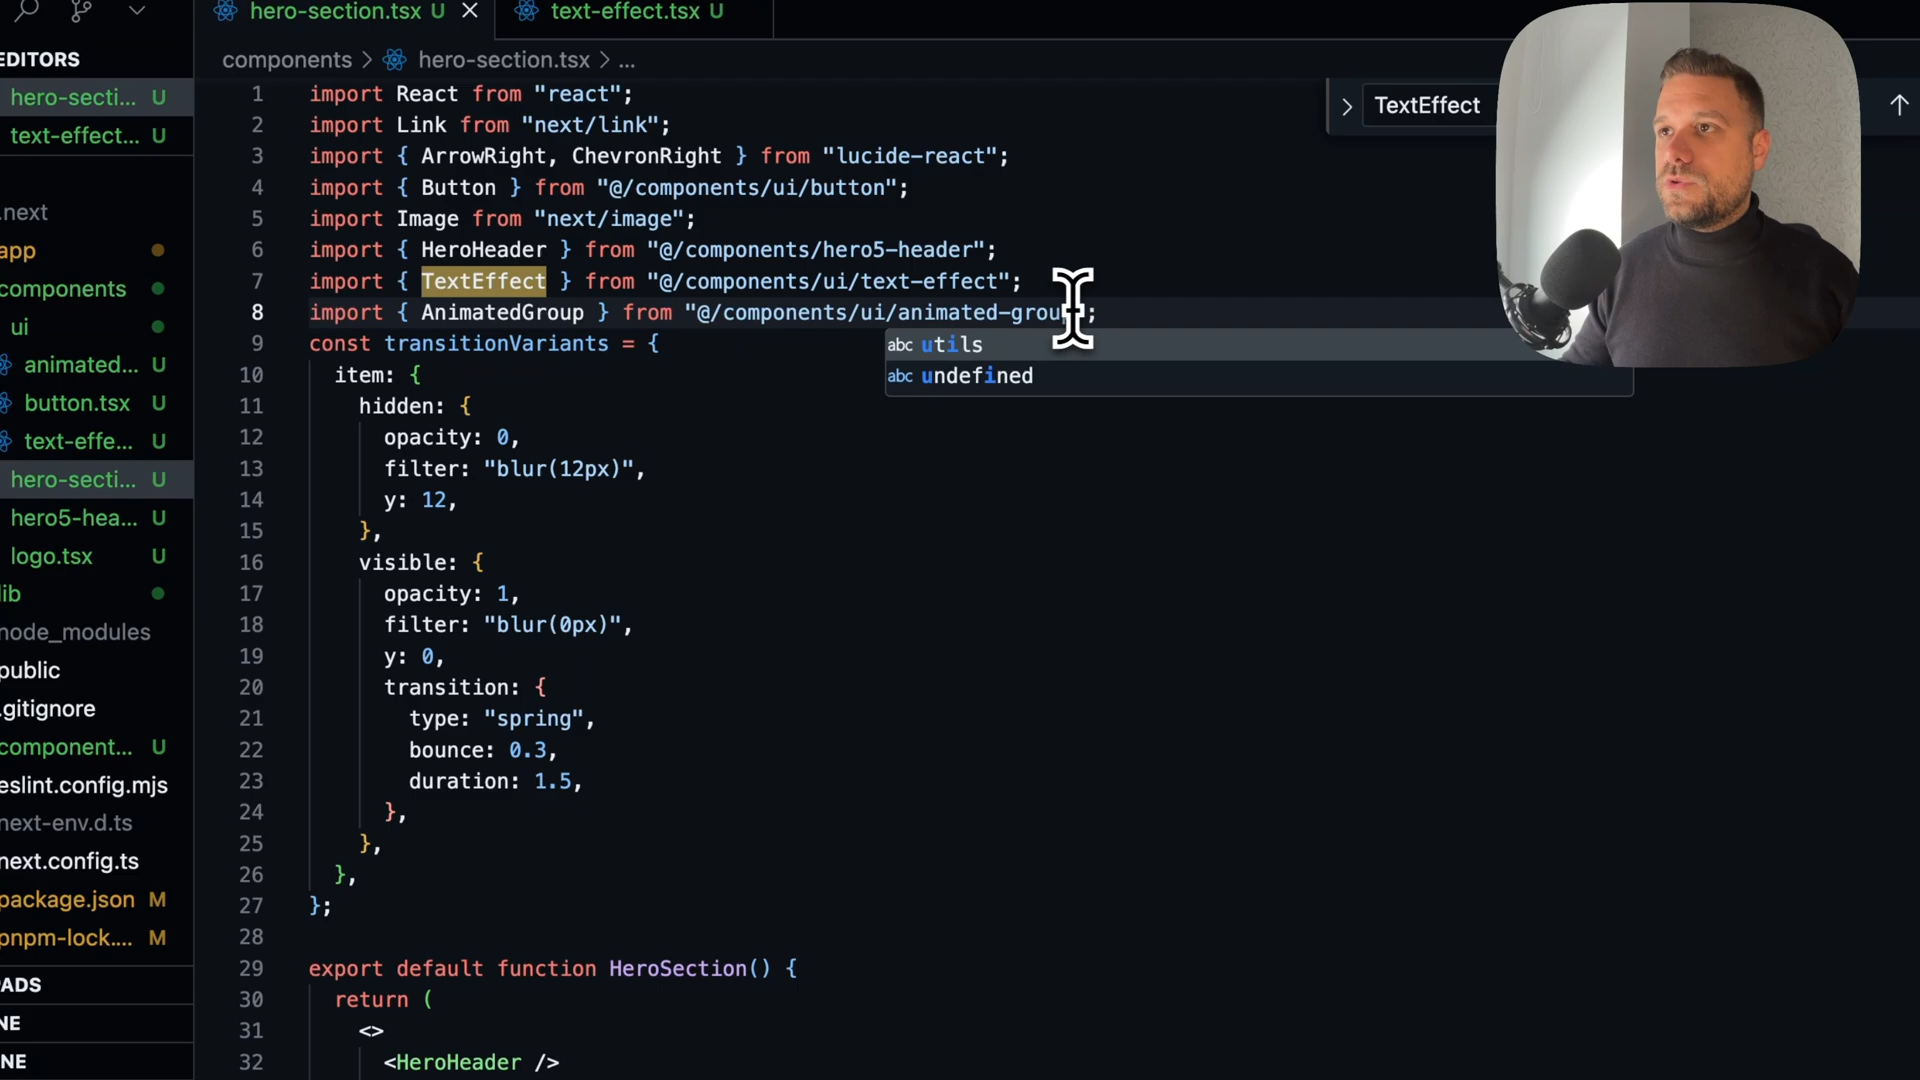 hero-section.tsx U
text-effect.tsx U
EDITORS
hero-secti... U
text-effect... U
.next
app
components
ui
animated... U
button.tsx U
text-effe... U
hero-secti... U
hero5-hea... U
logo.tsx U
lib
node_modules
public
.gitignore
component... U
eslint.config.mjs
next-env.d.ts
next.config.ts
package.json M
pnpm-lock.... M
PADS
NE
NE
components > hero-section.tsx > ...
TextEffect
1 import React from "react";
2 import Link from "next/link";
3 import { ArrowRight, ChevronRight } from "lucide-react";
4 import { Button } from "@/components/ui/button";
5 import Image from "next/image";
6 import { HeroHeader } from "@/components/hero5-header";
7 import { TextEffect } from "@/components/ui/text-effect";
8 import { AnimatedGroup } from "@/components/ui/animated-group";
abc utils
abc undefined
9 const transitionVariants = {
10 item: {
11 hidden: {
12 opacity: 0,
13 filter: "blur(12px)",
14 y: 12,
15 },
16 visible: {
17 opacity: 1,
18 filter: "blur(0px)",
19 y: 0,
20 transition: {
21 type: "spring",
22 bounce: 0.3,
23 duration: 1.5,
24 },
25 },
26 },
27 };
28
29 export default function HeroSection() {
30 return (
31 <>
32 <HeroHeader />